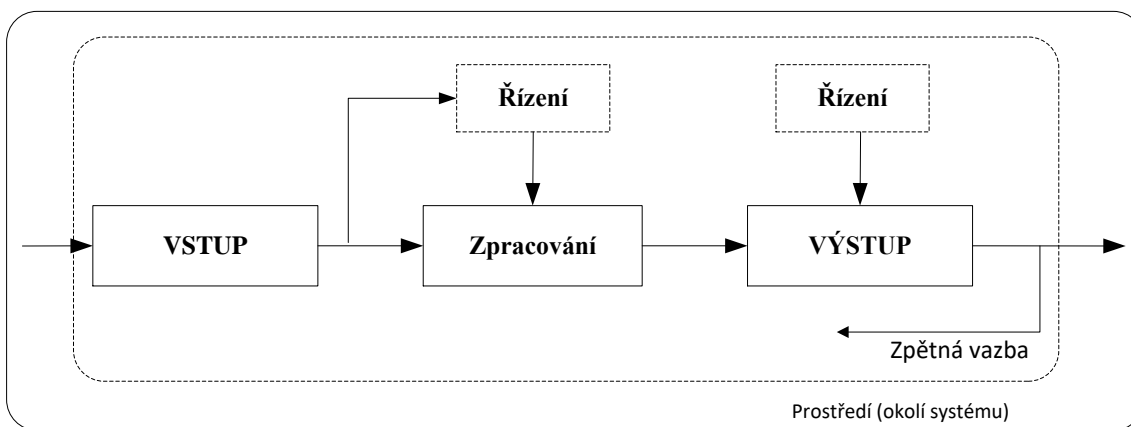 Řízení
Řízení
VSTUP
Zpracování
VÝSTUP
Zpětná vazba
Prostředí (okolí systému)